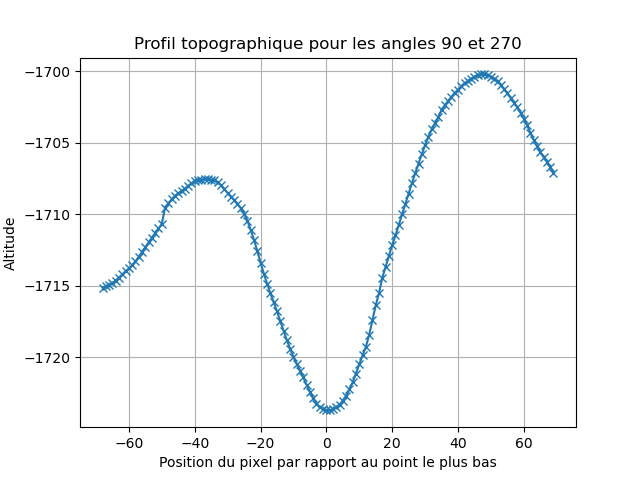 Profil topographique pour les angles 90 et 270
−1700
−1705
−1710
−1715
−1720
Altitude
−60 −40 −20 0 20 40 60
Position du pixel par rapport au point le plus bas